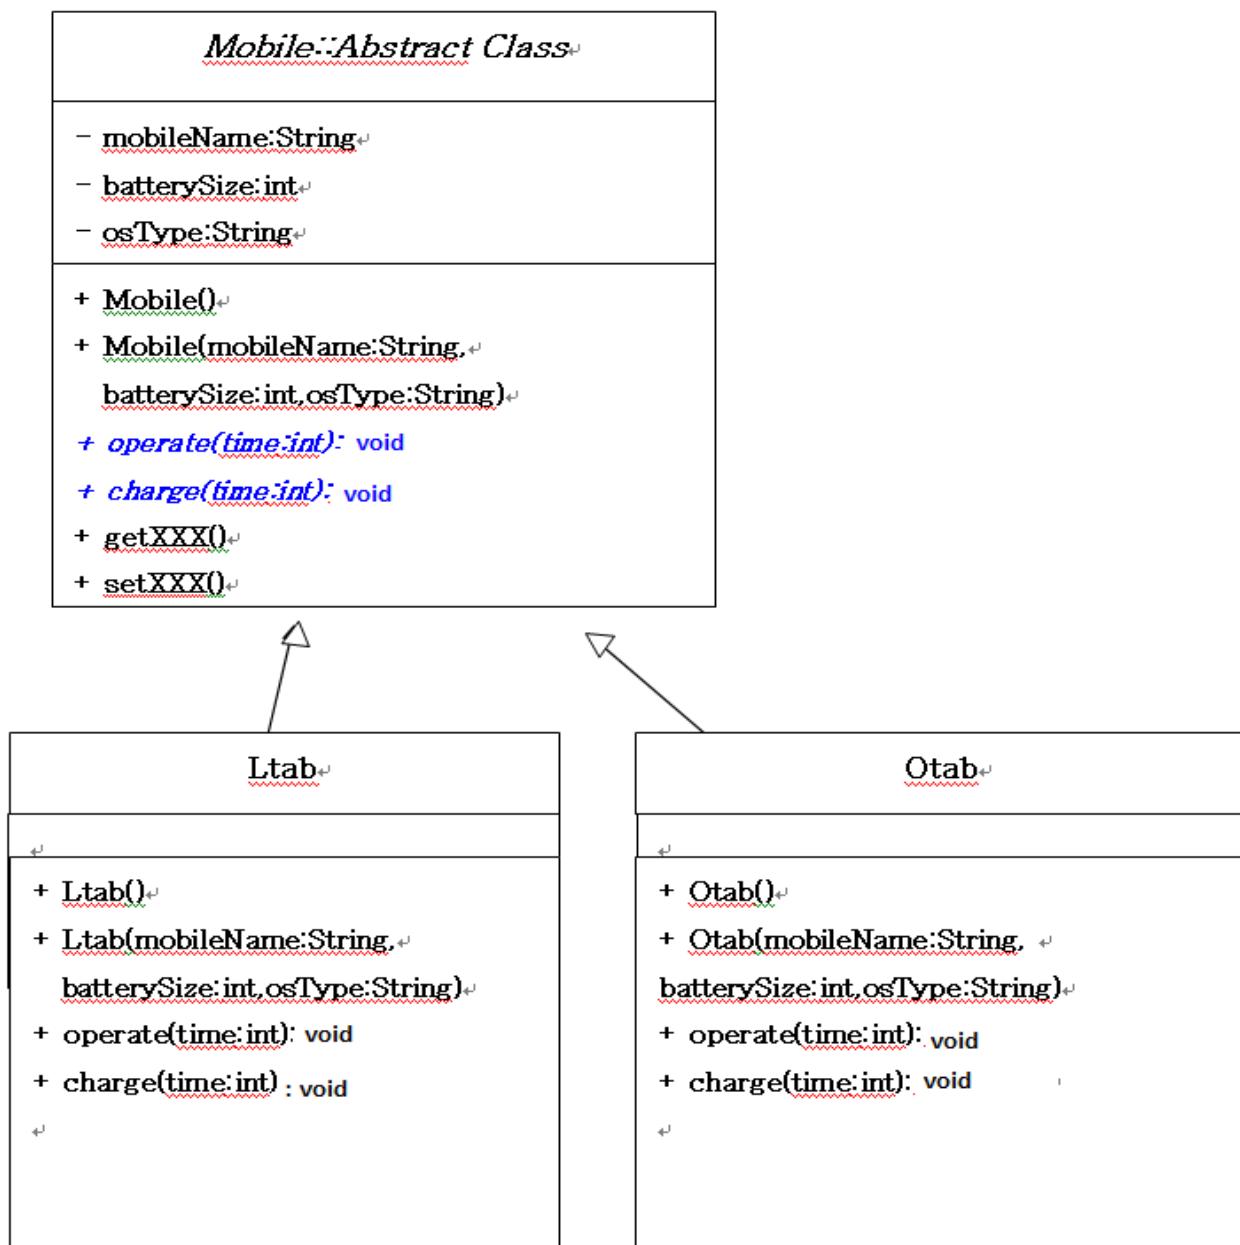 Mobile::Abstract Class
- mobileName:String
- batterySize:int
- osType:String
+ Mobile()
+ Mobile(mobileName:String,
batterySize:int,osType:String)
+ operate(time:int): void
+ charge(time:int): void
+ getXXX()
+ setXXX()
Ltab
+ Ltab()
+ Ltab(mobileName:String,
batterySize:int,osType:String)
+ operate(time:int): void
+ charge(time:int) : void
Otab
+ Otab()
+ Otab(mobileName:String,
batterySize:int,osType:String)
+ operate(time:int): void
+ charge(time:int): void